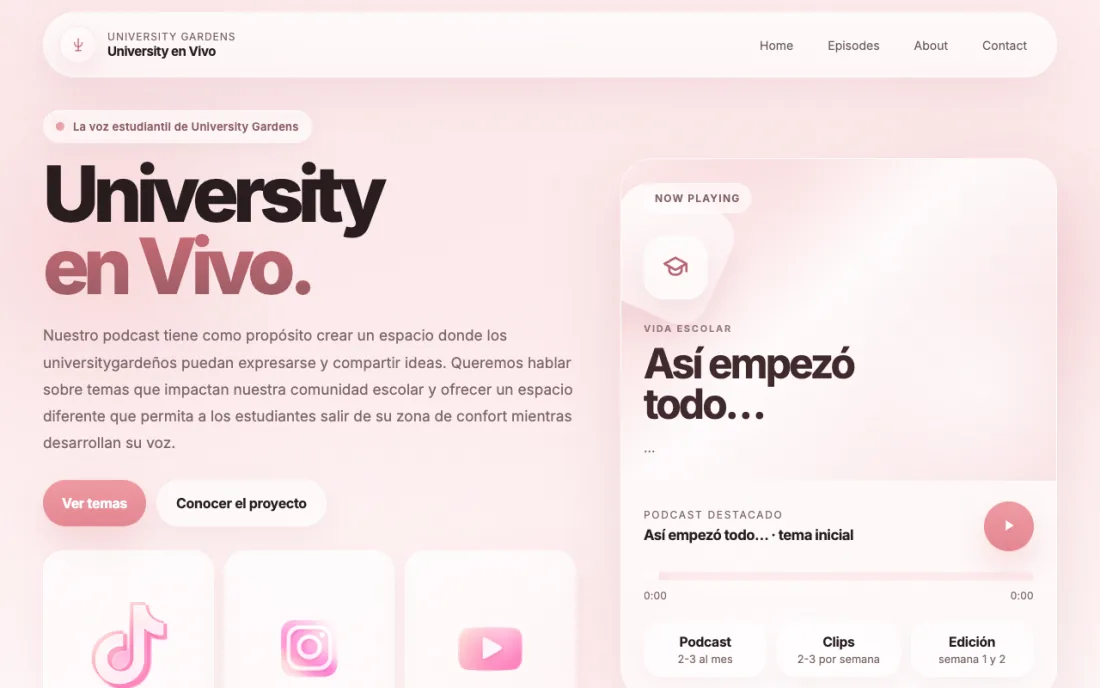 UNIVERSITY GARDENS
University en Vivo
Home
Episodes
About
Contact
La voz estudiantil de University Gardens
University
en Vivo.
Nuestro podcast tiene como propósito crear un espacio donde los
universitygardeños puedan expresarse y compartir ideas. Queremos hablar
sobre temas que impactan nuestra comunidad escolar y ofrecer un espacio
diferente que permita a los estudiantes salir de su zona de confort mientras
desarrollan su voz.
Ver temas
Conocer el proyecto
NOW PLAYING
VIDA ESCOLAR
Así empezó
todo...
...
PODCAST DESTACADO
Así empezó todo... · tema inicial
0:00
0:00
Podcast
2-3 al mes
Clips
2-3 por semana
Edición
semana 1 y 2